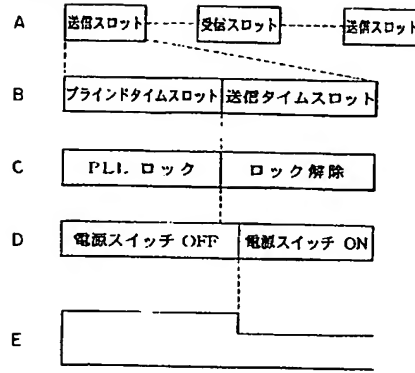 A 送信スロット 受信スロット 送信スロット
B ブラインドタイムスロット 送信タイムスロット
C PLL ロック ロック解除
D 電源スイッチ OFF 電源スイッチ ON
E